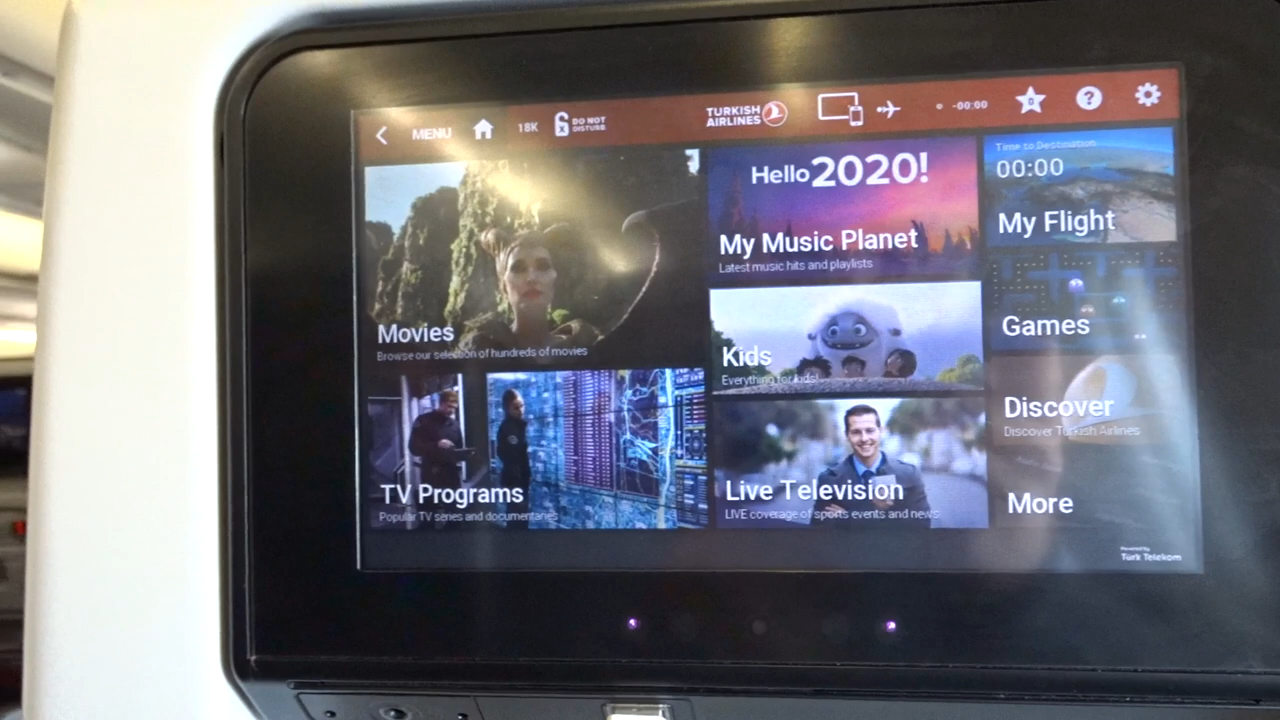 MENU
18K
DO NOT
DISTURB
TURKISH
AIRLINES
-00:00
0
?
Movies
Browse our selection of hundreds of movies
Hello 2020!
My Music Planet
Latest music hits and playlists
Time to Destination
00:00
My Flight
Kids
Everything for kids!
Games
TV Programs
Popular TV series and documentaries
Live Television
LIVE coverage of sports events and news
Discover
Discover Turkish Airlines
More
Powered by
Türk Telekom